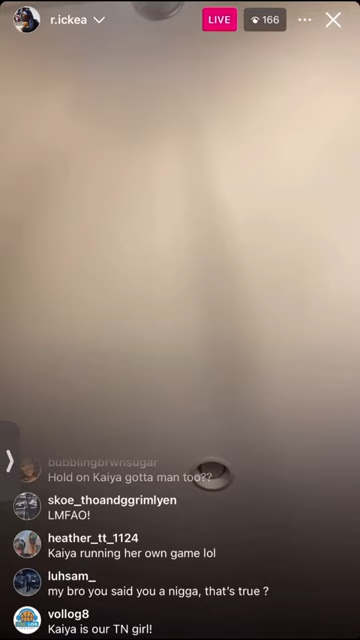 r.ickea
LIVE
166
bubblingbrwnsugar
Hold on Kaiya gotta man too??
skoe_thoandggrimlyen
LMFAO!
heather_tt_1124
Kaiya running her own game lol
luhsam_
my bro you said you a nigga, that's true ?
vollog8
Kaiya is our TN girl!